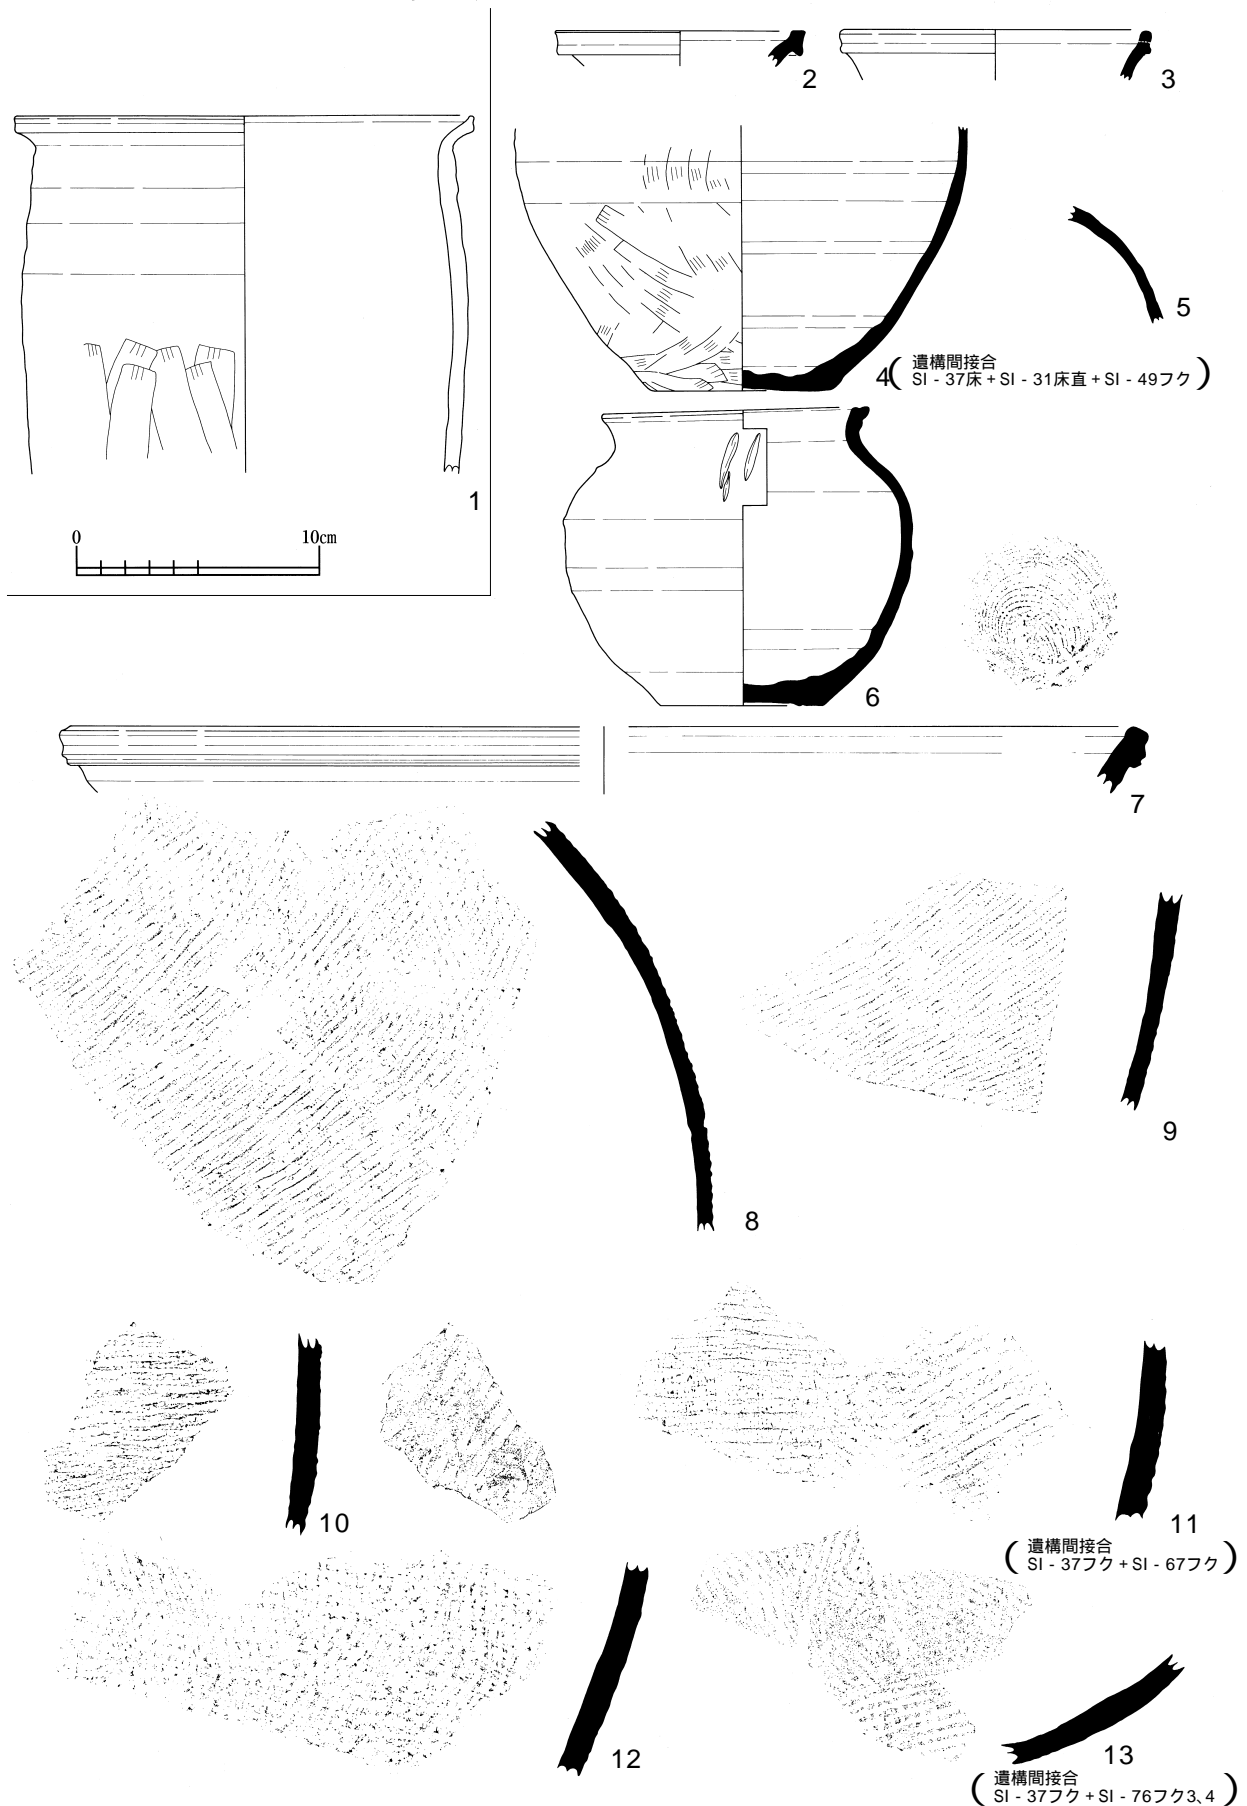 2
3
1
0 10cm
5
4 ( 遺構間接合
SI - 37床 + SI - 31床直 + SI - 49フク )
6
7
8
9
10
11
( 遺構間接合
SI - 37フク + SI - 67フク )
12
13
( 遺構間接合
SI - 37フク + SI - 76フク3、4 )